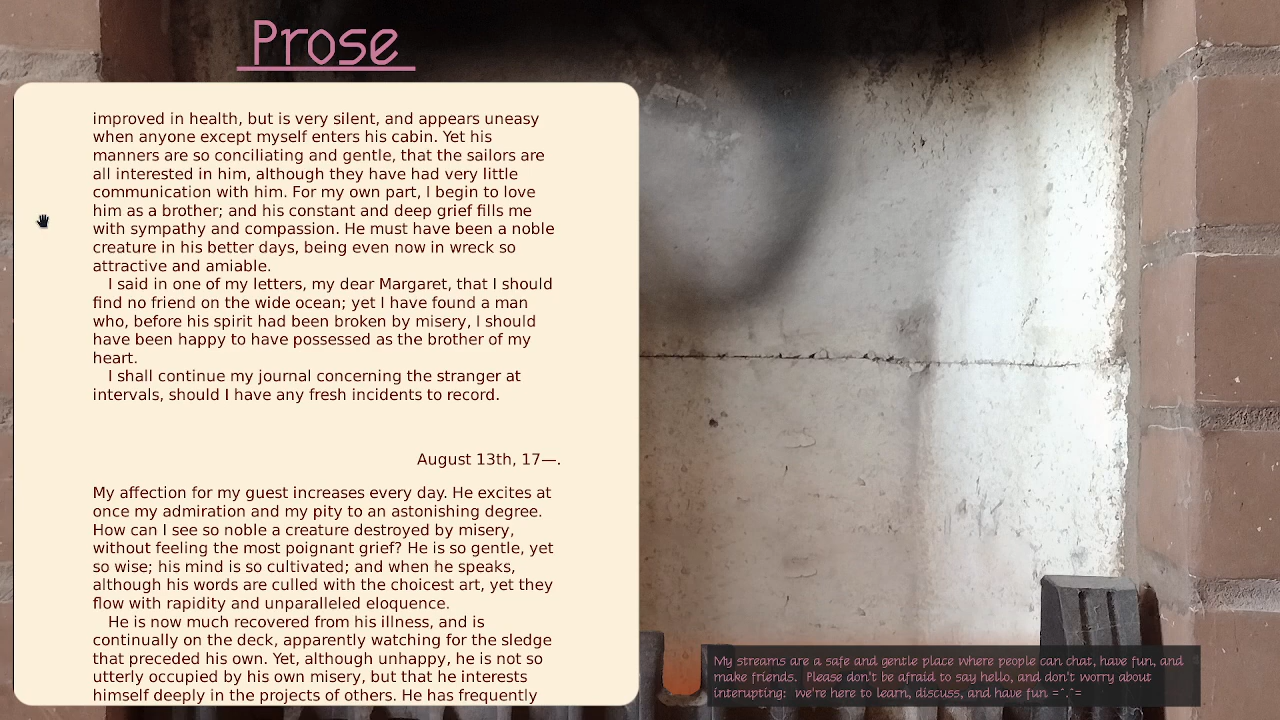 Prose
improved in health, but is very silent, and appears uneasy
when anyone except myself enters his cabin. Yet his
manners are so conciliating and gentle, that the sailors are
all interested in him, although they have had very little
communication with him. For my own part, I begin to love
him as a brother; and his constant and deep grief fills me
with sympathy and compassion. He must have been a noble
creature in his better days, being even now in wreck so
attractive and amiable.
I said in one of my letters, my dear Margaret, that I should
find no friend on the wide ocean; yet I have found a man
who, before his spirit had been broken by misery, I should
have been happy to have possessed as the brother of my
heart.
I shall continue my journal concerning the stranger at
intervals, should I have any fresh incidents to record.
August 13th, 17—.
My affection for my guest increases every day. He excites at
once my admiration and my pity to an astonishing degree.
How can I see so noble a creature destroyed by misery,
without feeling the most poignant grief? He is so gentle, yet
so wise; his mind is so cultivated; and when he speaks,
although his words are culled with the choicest art, yet they
flow with rapidity and unparalleled eloquence.
He is now much recovered from his illness, and is
continually on the deck, apparently watching for the sledge
that preceded his own. Yet, although unhappy, he is not so
utterly occupied by his own misery, but that he interests
himself deeply in the projects of others. He has frequently
My streams are a safe and gentle place where people can chat, have fun, and
make friends. Please don't be afraid to say hello, and don't worry about
interupting: we're here to learn, discuss, and have fun =^.^=